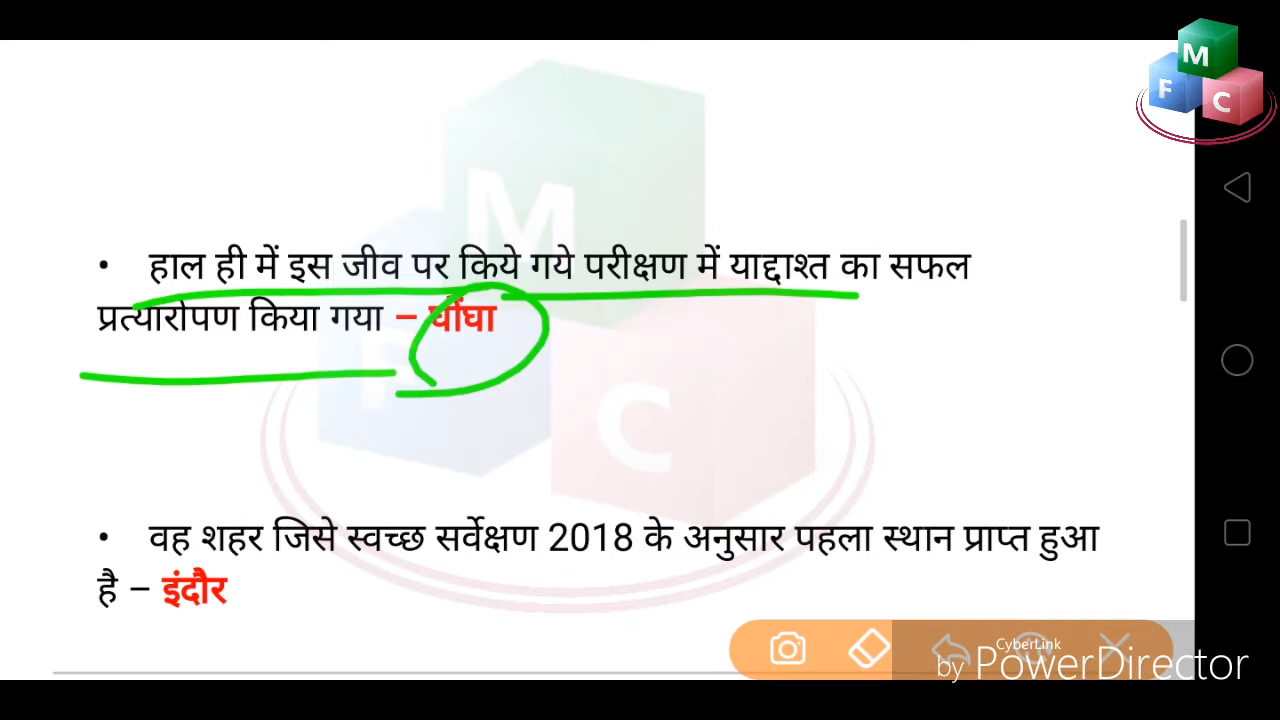 M
F
C
M
• हाल ही में इस जीव पर किये गये परीक्षण में याद्दाश्त का सफल
प्रत्यारोपण किया गया – घोंघा
F
C
• वह शहर जिसे स्वच्छ सर्वेक्षण 2018 के अनुसार पहला स्थान प्राप्त हुआ
है – इंदौर
CyberLink
by PowerDirector